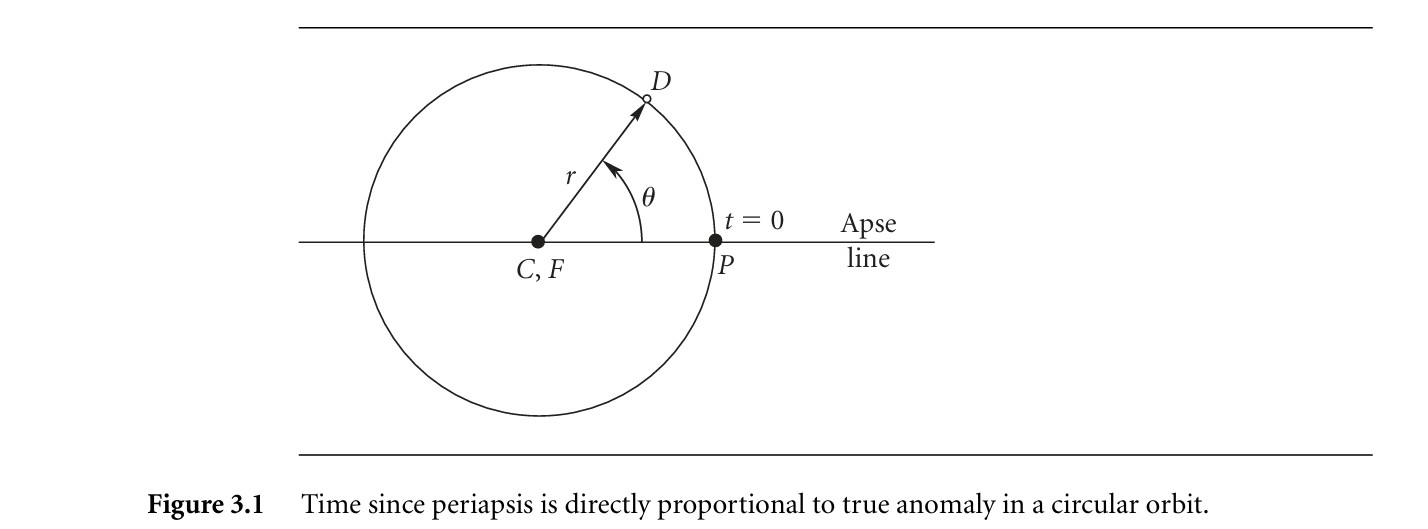 D
r
θ
t = 0
Apse
line
C, F
P
Figure 3.1 Time since periapsis is directly proportional to true anomaly in a circular orbit.